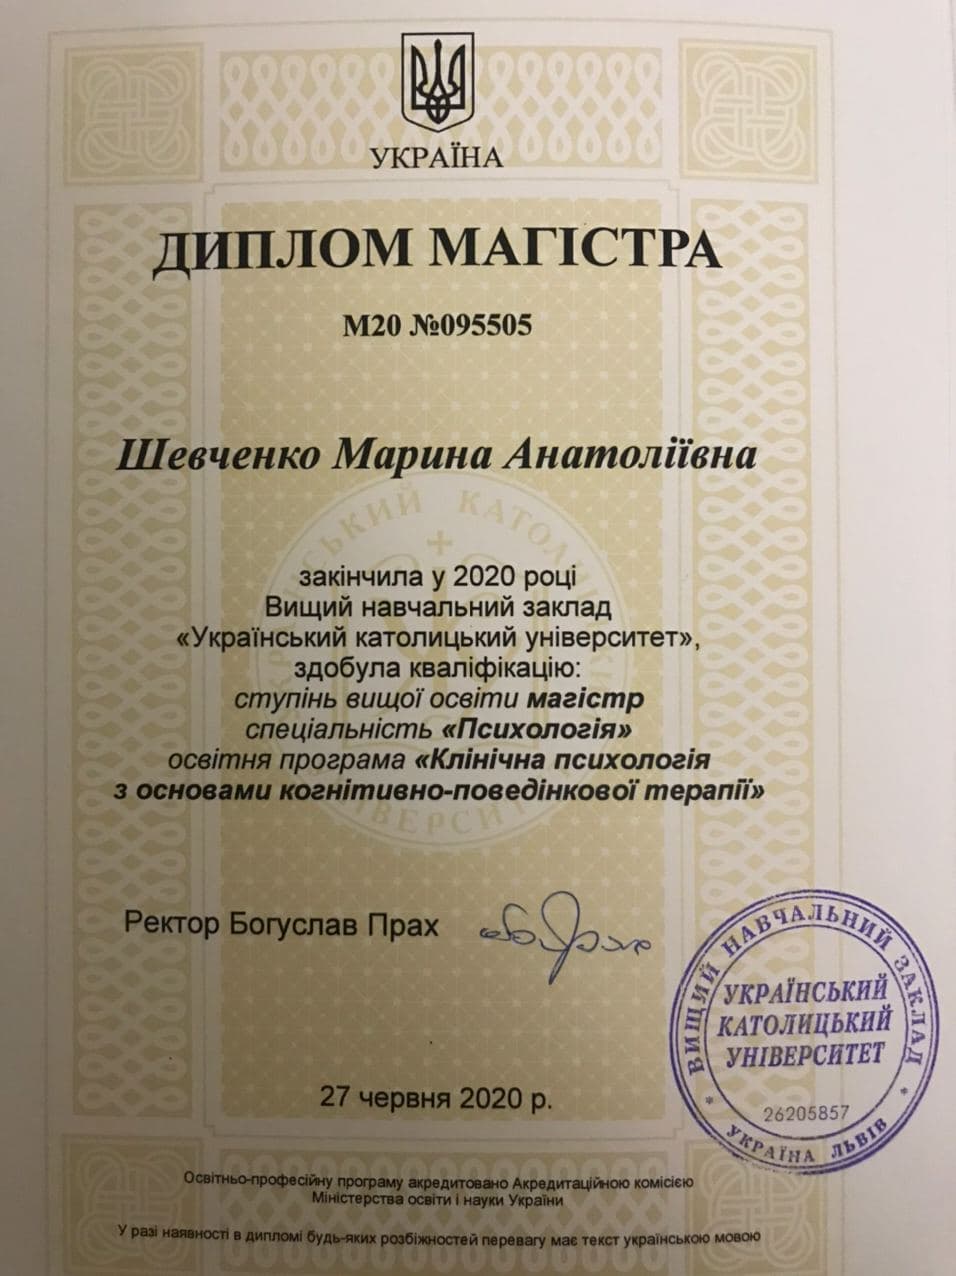 УКРАЇНА
ДИПЛОМ МАГІСТРА
М20 №095505
Шевченко Марина Анатоліївна
закінчила у 2020 році
Вищий навчальний заклад
«Український католицький університет»,
здобула кваліфікацію:
ступінь вищої освіти магістр
спеціальність «Психологія»
освітня програма «Клінічна психологія
з основами когнітивно-поведінкової терапії»
Ректор Богуслав Прах
27 червня 2020 р.
ВИЩИЙ НАВЧАЛЬНИЙ ЗАКЛАД
УКРАЇНСЬКИЙ
КАТОЛИЦЬКИЙ
УНІВЕРСИТЕТ
26205857
* УКРАЇНА ЛЬВІВ *
Освітньо-професійну програму акредитовано Акредитаційною комісією
Міністерства освіти і науки України
У разі наявності в дипломі будь-яких розбіжностей перевагу має текст українською мовою